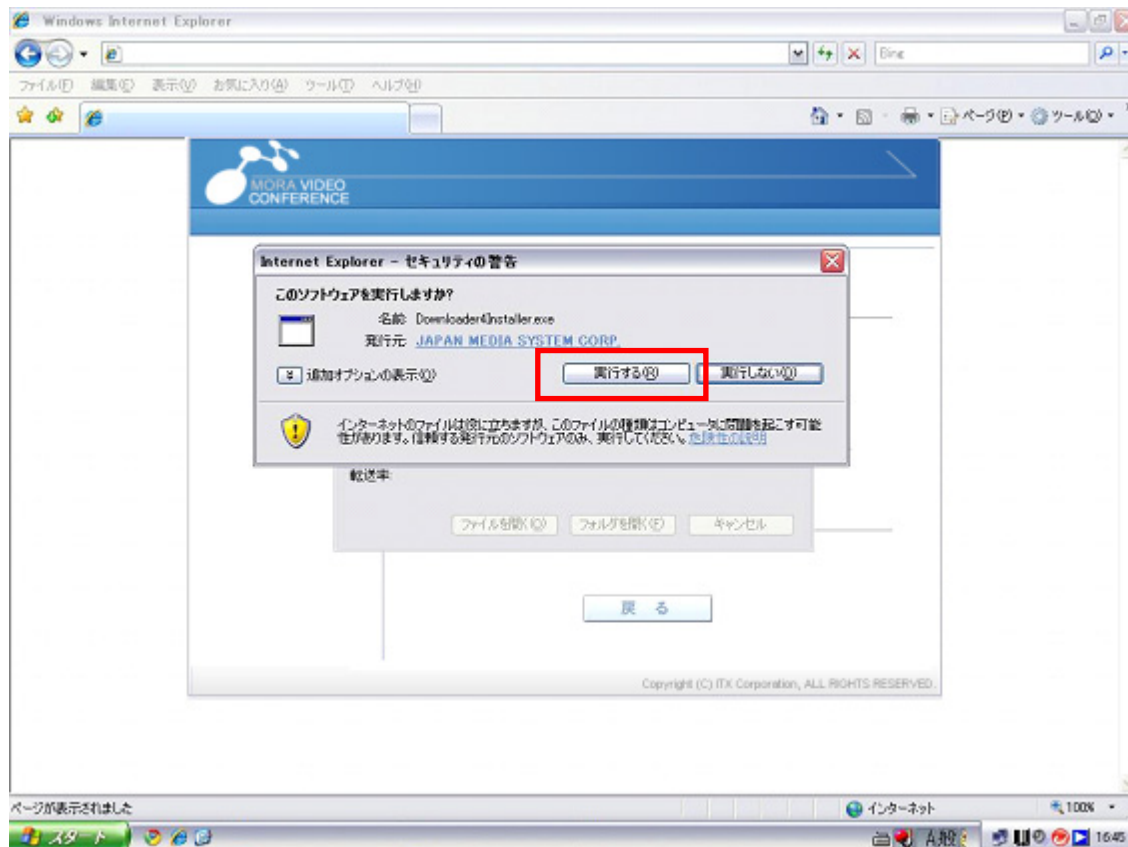 Windows Internet Explorer
Bing
ファイル(F) 編集(E) 表示(V) お気に入り(A) ツール(T) ヘルプ(H)
ページ(P) ツール(O)
MORA VIDEO
CONFERENCE
Internet Explorer - セキュリティの警告
このソフトウェアを実行しますか?
名前: Downloader4Installer.exe
発行元: JAPAN MEDIA SYSTEM CORP.
追加オプションの表示(O)
実行する(R) 実行しない(D)
インターネットのファイルは役に立ちますが、このファイルの種類はコンピュータに問題を起こす可能
性があります。信頼する発行元のソフトウェアのみ、実行してください。危険性の説明
転送率:
ファイルを開く(O) フォルダを開く(F) キャンセル
戻る
Copyright (C) ITX Corporation, ALL RIGHTS RESERVED.
ページが表示されました
インターネット
100%
スタート
A般
16:45